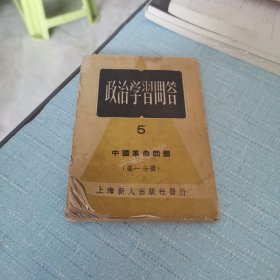 政治学習問答
5
中國革命問題
(第一分冊)
上海新人出版社發行